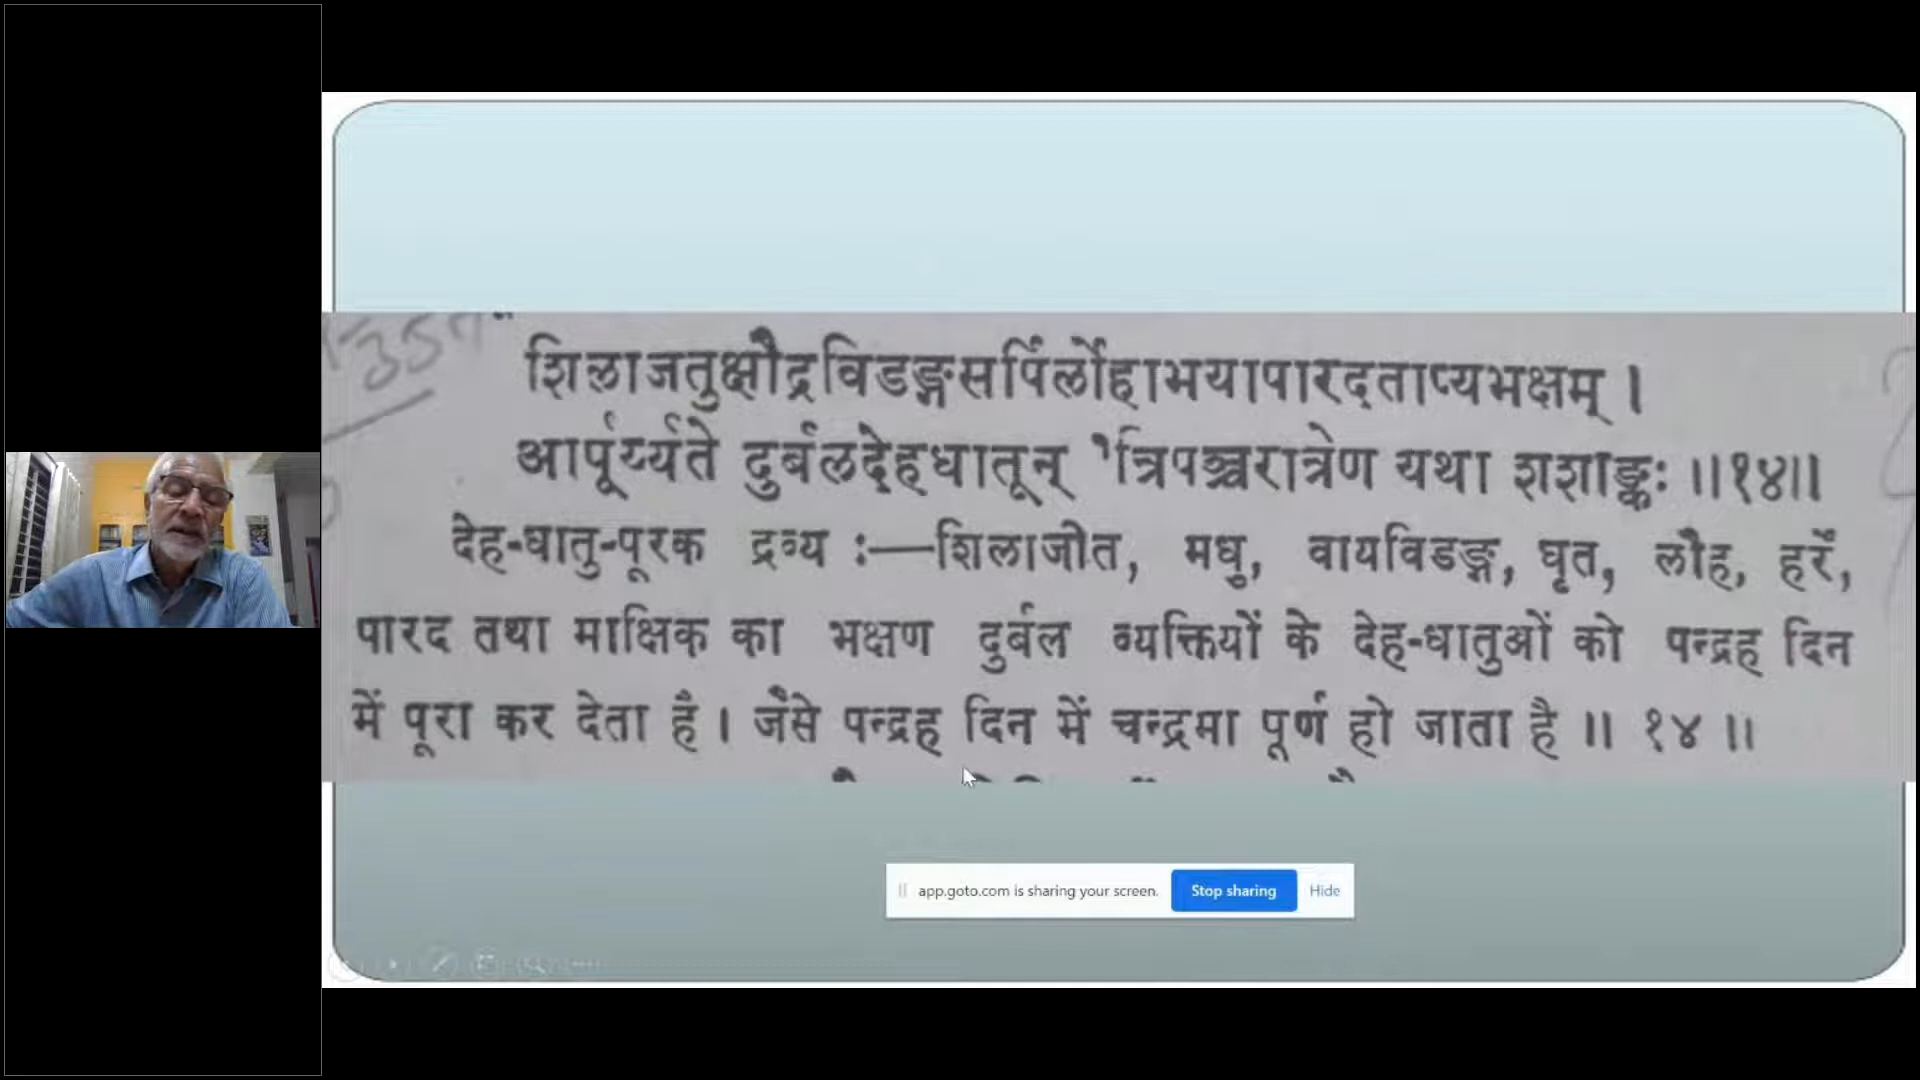 शिलाजतुक्षौद्रविडङ्गसर्पिर्लोहाभयापारदताप्यभक्षम् ।
आर्पूर्य्यते दुर्बलदेहधातून् त्रिपञ्चरात्रेण यथा शशाङ्कः ॥१४॥
देह-धातु-पूरक द्रव्य :—शिलाजीत, मधु, वायविडङ्ग, घृत, लौह, हर्रे,
पारद तथा माक्षिक का भक्षण दुर्बल व्यक्तियों के देह-धातुओं को पन्द्रह दिन
में पूरा कर देता है । जैसे पन्द्रह दिन में चन्द्रमा पूर्ण हो जाता है ॥ १४ ॥
app.goto.com is sharing your screen. Stop sharing Hide